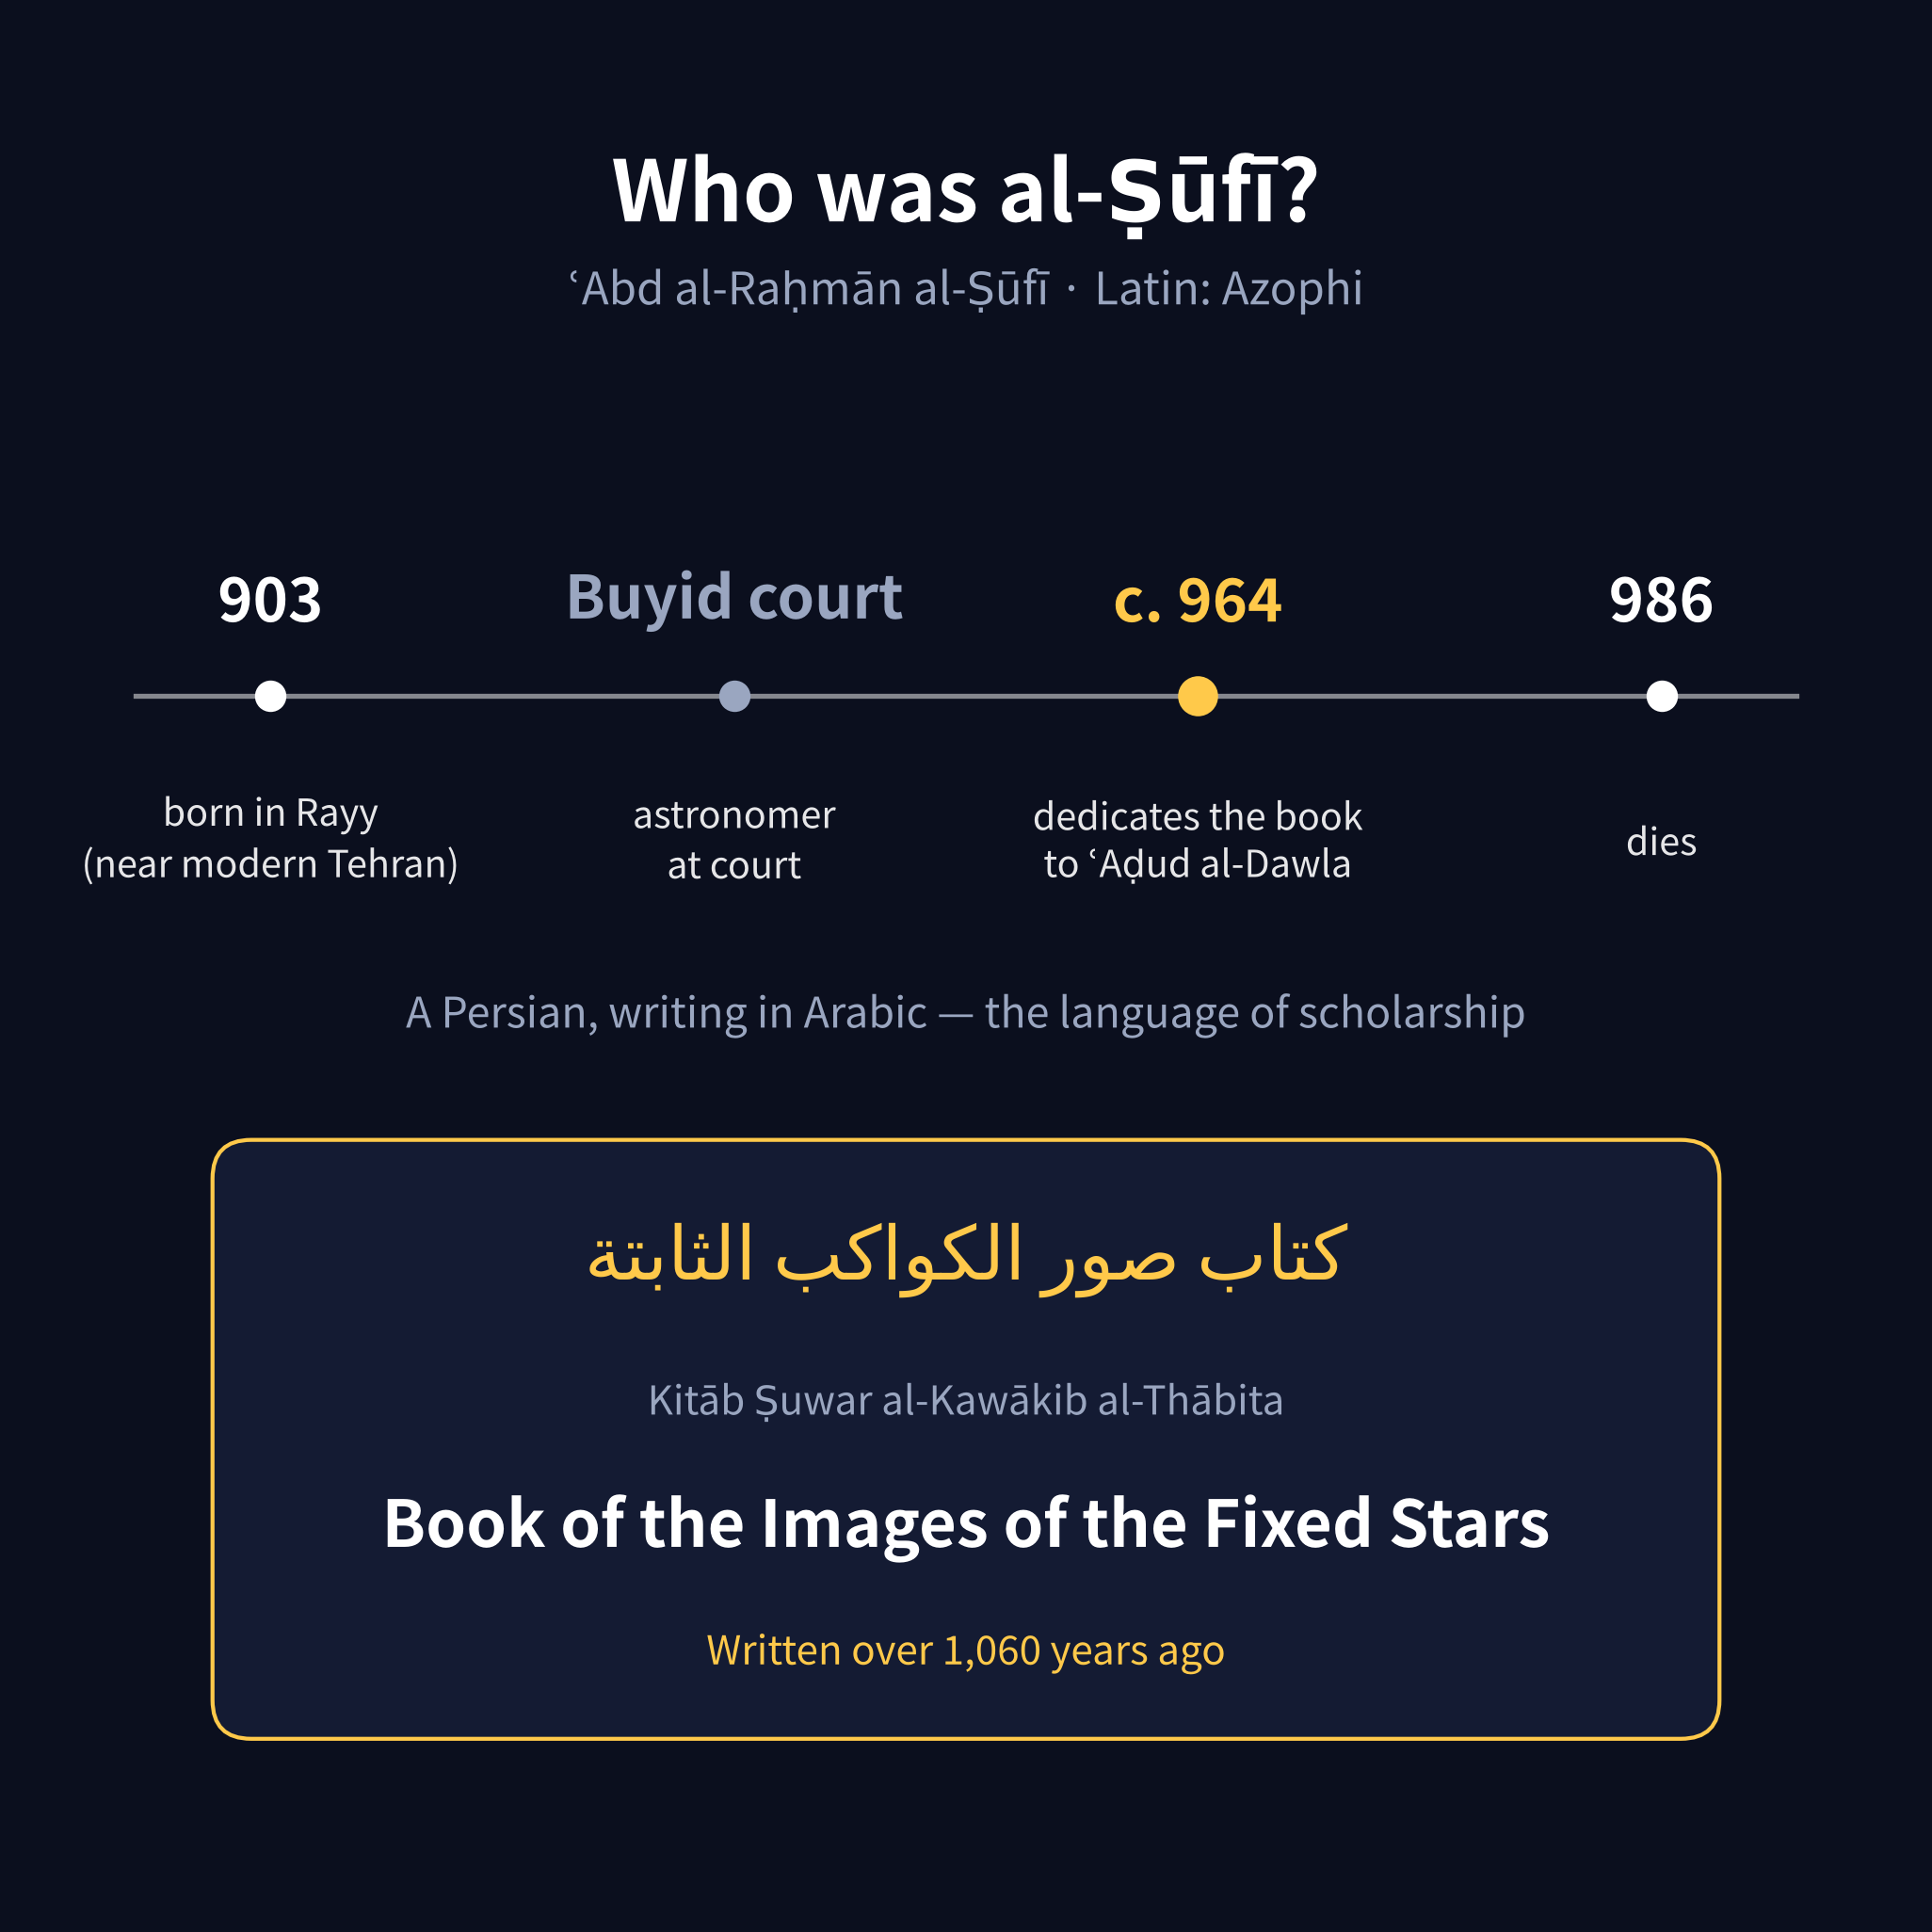 Who was al-Ṣūfī?
ʿAbd al-Raḥmān al-Ṣūfī · Latin: Azophi
903
Buyid court
c. 964
986
born in Rayy
(near modern Tehran)
astronomer
at court
dedicates the book
to ʿAḍud al-Dawla
dies
A Persian, writing in Arabic — the language of scholarship
كتاب صور الكواكب الثابتة
Kitāb Ṣuwar al-Kawākib al-Thābita
Book of the Images of the Fixed Stars
Written over 1,060 years ago